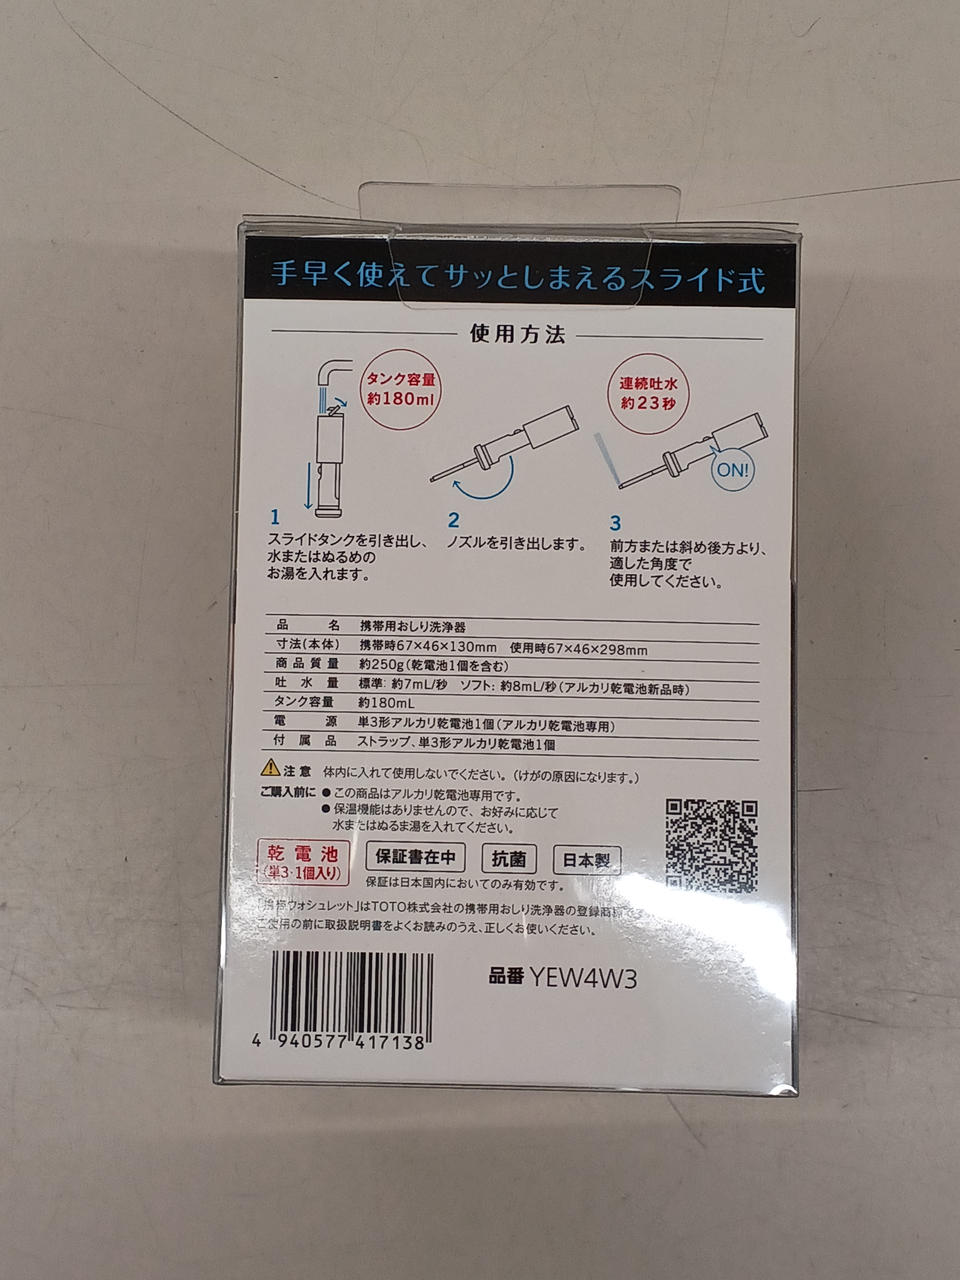 手早く使えてサッとしまえるスライド式
使用方法
タンク容量
約180ml
連続吐水
約23秒
ON!
1
スライドタンクを引き出し、
水またはぬるめの
お湯を入れます。
2
ノズルを引き出します。
3
前方または斜め後方より、
適した角度で
使用してください。
品名 携帯用おしり洗浄器
寸法(本体) 携帯時67×46×130mm 使用時67×46×298mm
商品質量 約250g(乾電池1個を含む)
吐水量 標準: 約7mL/秒 ソフト: 約8mL/秒(アルカリ乾電池新品時)
タンク容量 約180mL
電源 単3形アルカリ乾電池1個(アルカリ乾電池専用)
付属品 ストラップ、単3形アルカリ乾電池1個
注意 体内に入れて使用しないでください。(けがの原因になります。)
ご購入前に ●この商品はアルカリ乾電池専用です。
●保温機能はありませんので、お好みに応じて
水またはぬるま湯を入れてください。
乾電池
(単3・1個入り)
保証書在中
抗菌
日本製
保証は日本国内においてのみ有効です。
「携帯ウォシュレット」はTOTO株式会社の携帯用おしり洗浄器の登録商標です
ご使用の前に取扱説明書をよくお読みのうえ、正しくお使いください。
品番 YEW4W3
4 940577 417138